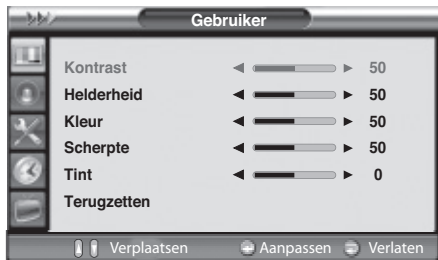 Gebruiker
Kontrast 50
Helderheid 50
Kleur 50
Scherpte 50
Tint 0
Terugzetten
Verplaatsen Aanpassen Verlaten